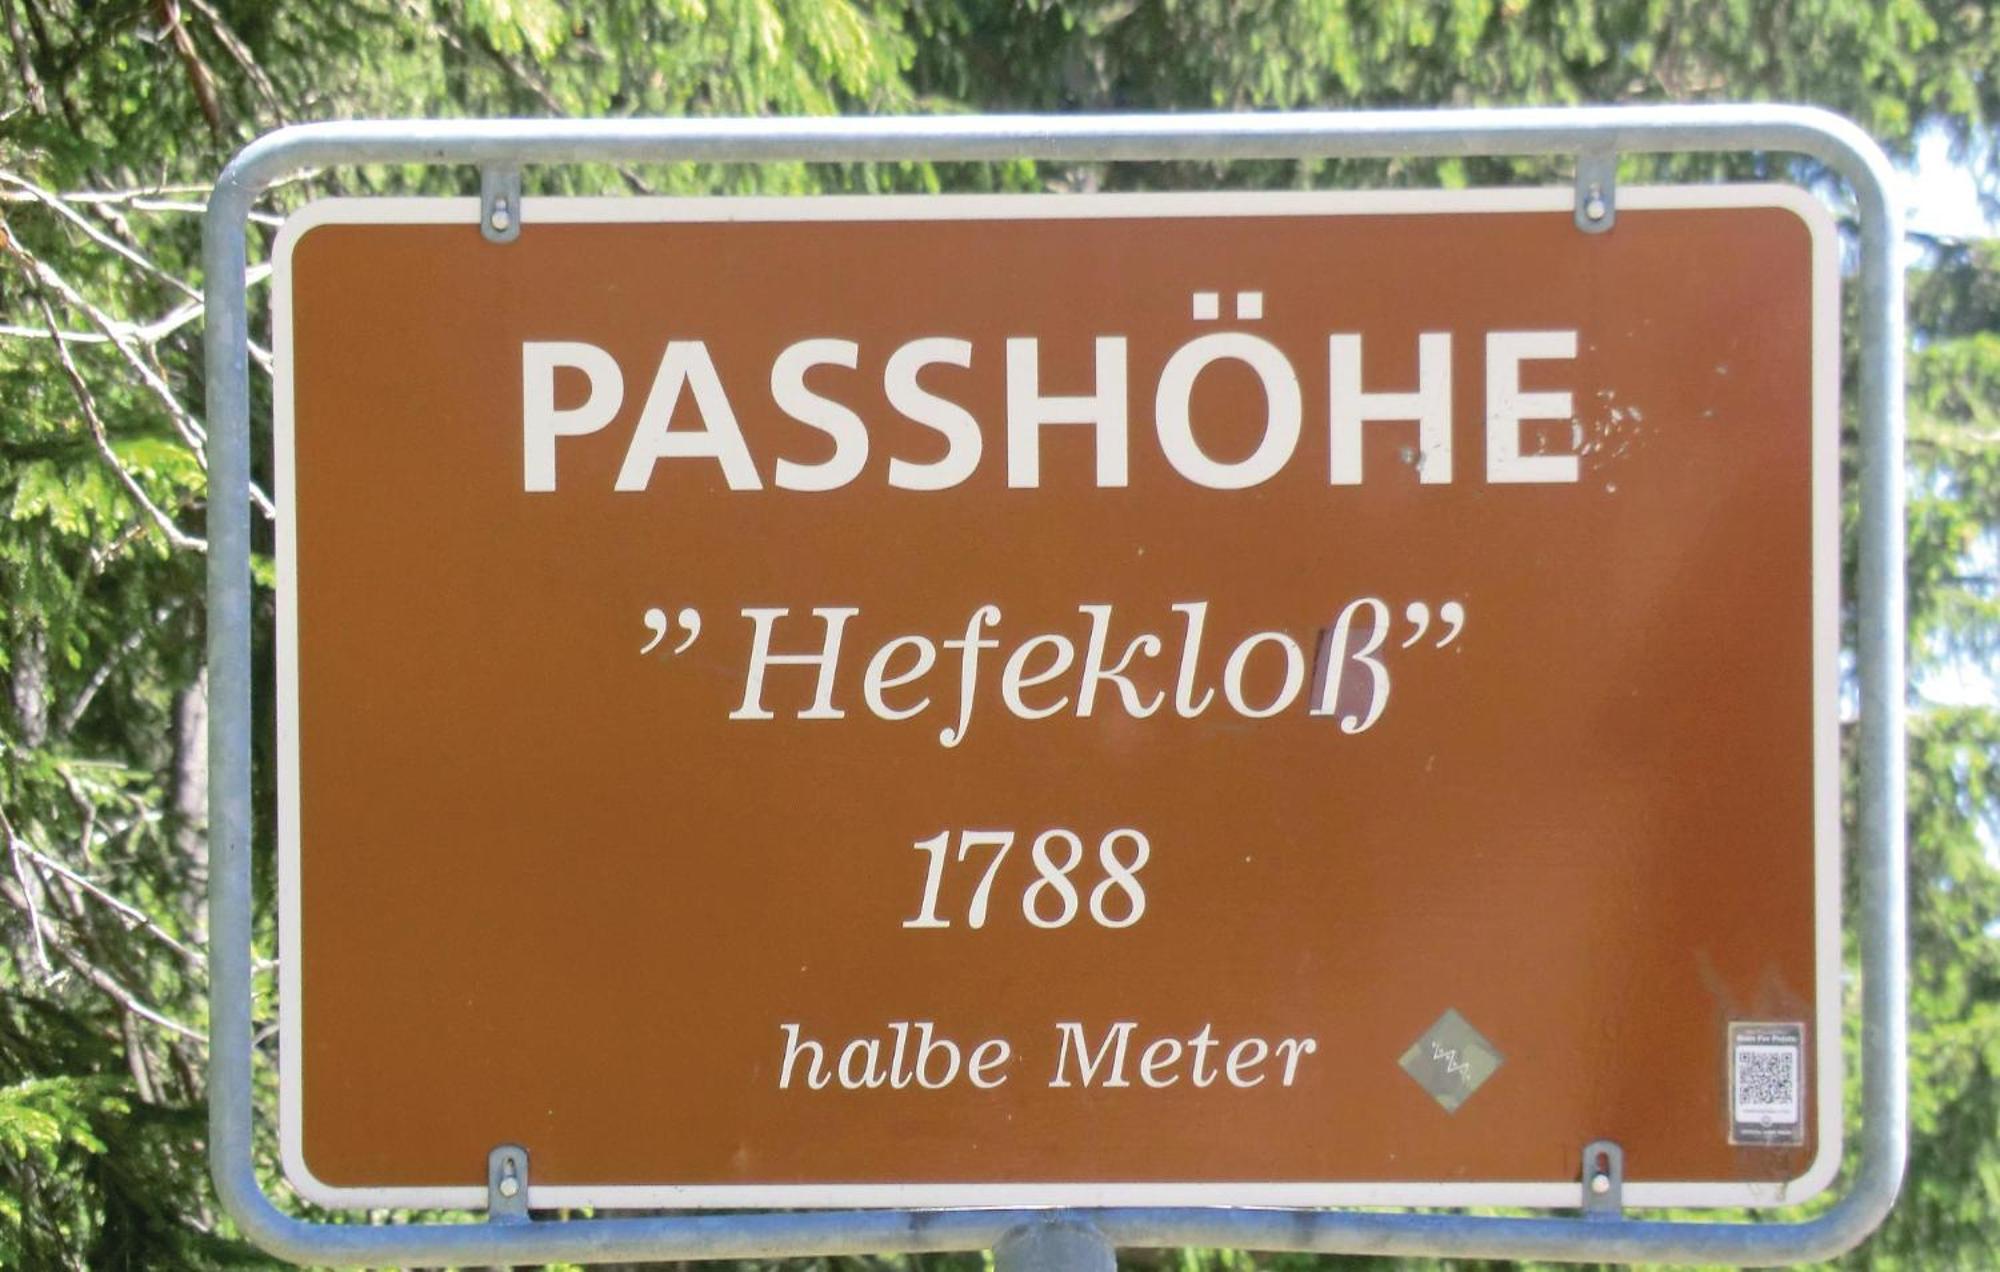 PASSHÖHE
”Hefekloß”
1788
halbe Meter